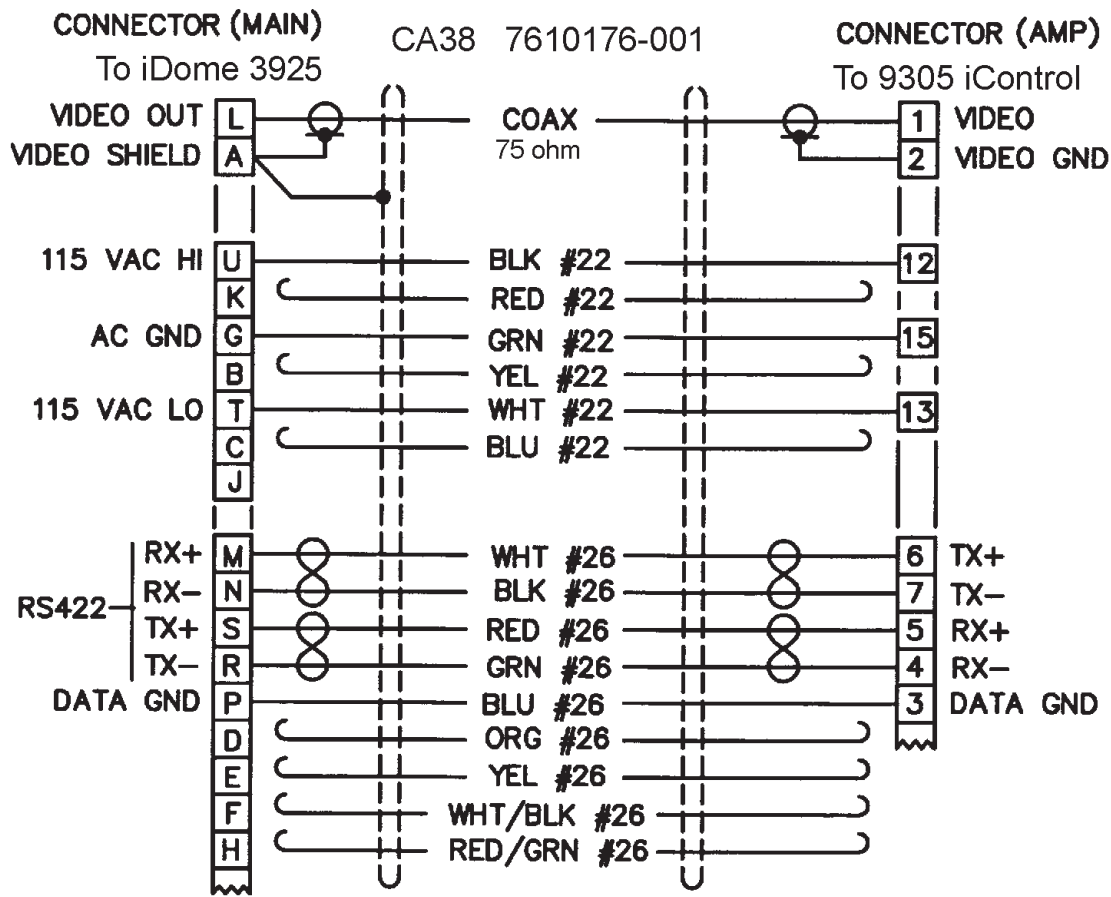 CONNECTOR (MAIN)
CA38 7610176-001
CONNECTOR (AMP)
To iDome 3925
To 9305 iControl
VIDEO OUT L COAX 1 VIDEO
VIDEO SHIELD A 75 ohm 2 VIDEO GND
115 VAC HI U BLK #22 12
K RED #22
AC GND G GRN #22 15
B YEL #22
115 VAC LO T WHT #22 13
C BLU #22
J
RX+ M WHT #26 6 TX+
RX- N BLK #26 7 TX-
RS422
TX+ S RED #26 5 RX+
TX- R GRN #26 4 RX-
DATA GND P BLU #26 3 DATA GND
D ORG #26
E YEL #26
F WHT/BLK #26
H RED/GRN #26